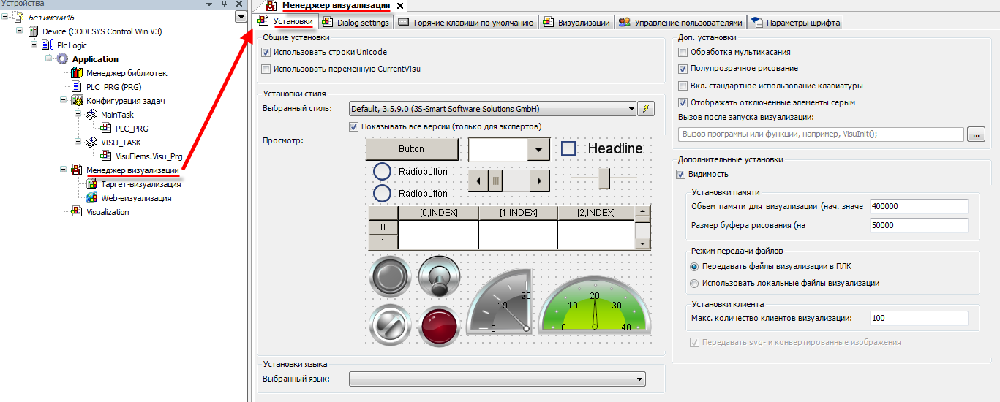 Устройства
Без имени46
Device (CODESYS Control Win V3)
Plc Logic
Application
Менеджер библиотек
PLC_PRG (PRG)
Конфигурация задач
MainTask
PLC_PRG
VISU_TASK
VisuElems.Visu_Prg
Менеджер визуализации
Таргет-визуализация
Web-визуализация
Visualization
Менеджер визуализации
Установки
Dialog settings
Горячие клавиши по умолчанию
Визуализации
Управление пользователями
Параметры шрифта
Общие установки
Использовать строки Unicode
Использовать переменную CurrentVisu
Установки стиля
Выбранный стиль:
Default, 3.5.9.0 (3S-Smart Software Solutions GmbH)
Показывать все версии (только для экспертов)
Просмотр:
Button
Headline
Radiobutton
Radiobutton
[0,INDEX] [1,INDEX] [2,INDEX]
0
1
0 10 20
0 10 20 30 40
Установки языка
Выбранный язык:
Доп. установки
Обработка мультикасания
Полупрозрачное рисование
Вкл. стандартное использование клавиатуры
Отображать отключенные элементы серым
Вызов после запуска визуализации:
Вызов программы или функции, например, VisuInit();
...
Дополнительные установки
Видимость
Установки памяти
Объем памяти для визуализации (нач. значе 400000
Размер буфера рисования (на 50000
Режим передачи файлов
Передавать файлы визуализации в ПЛК
Использовать локальные файлы визуализации
Установки клиента
Макс. количество клиентов визуализации: 100
Передавать svg- и конвертированные изображения